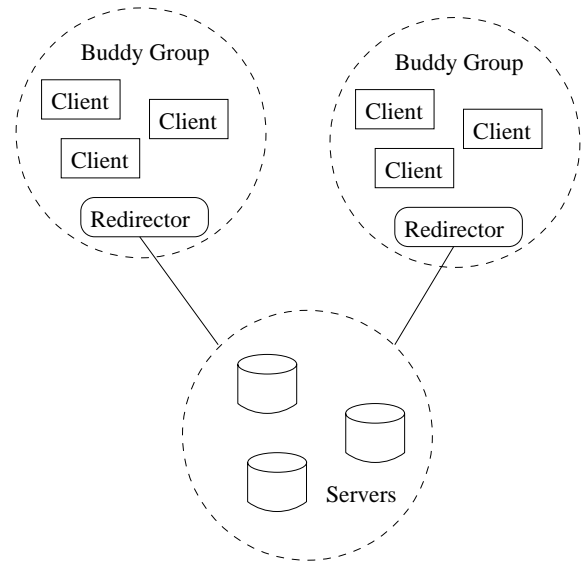 Buddy Group
Client
Client
Client
Redirector
Buddy Group
Client
Client
Client
Redirector
Servers